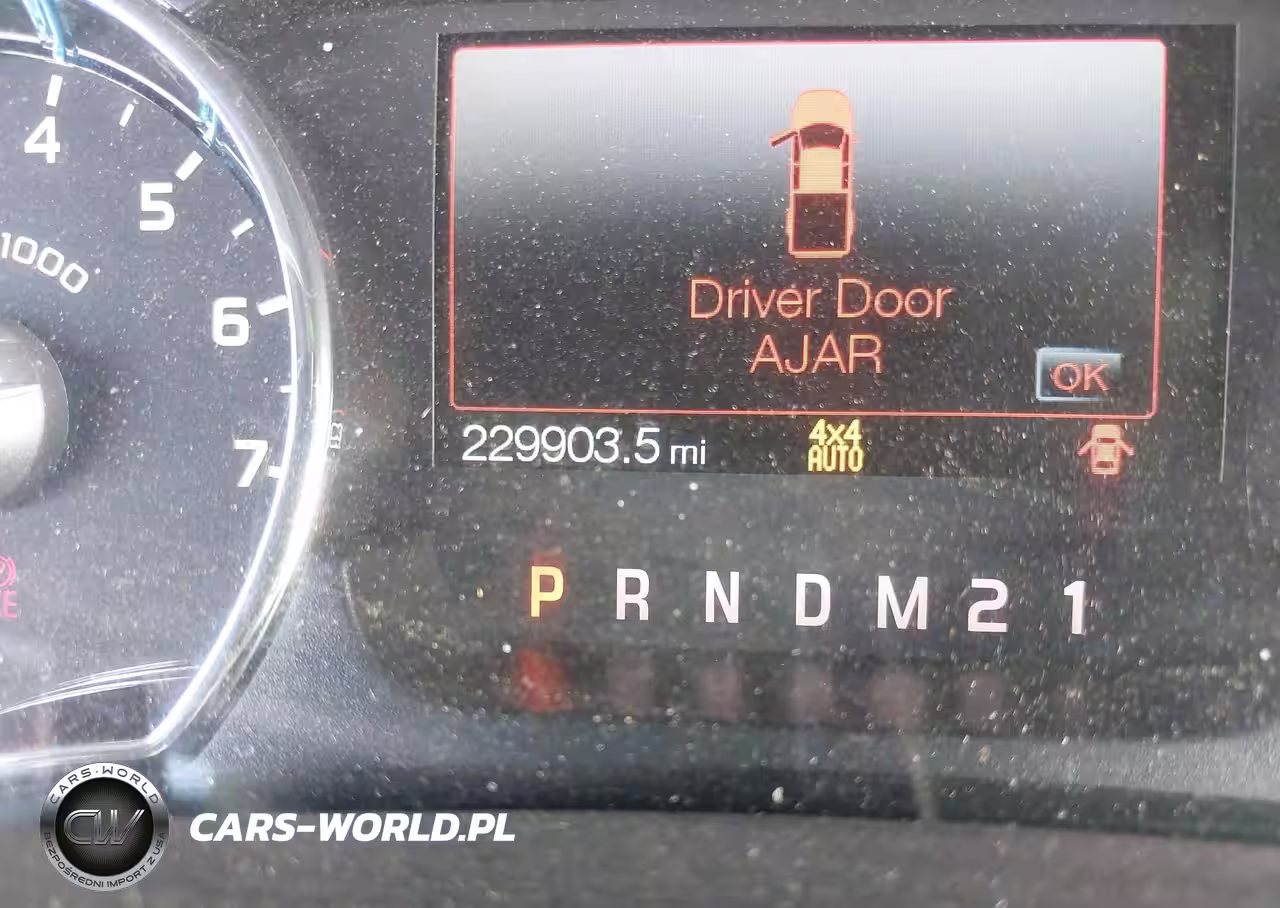 4
5
1000
6
7
Driver Door
AJAR
OK
229903.5 mi
4x4
AUTO
P R N D M 2 1
CARS-WORLD
CW
BEZPOŚREDNI IMPORT Z USA
CARS-WORLD.PL